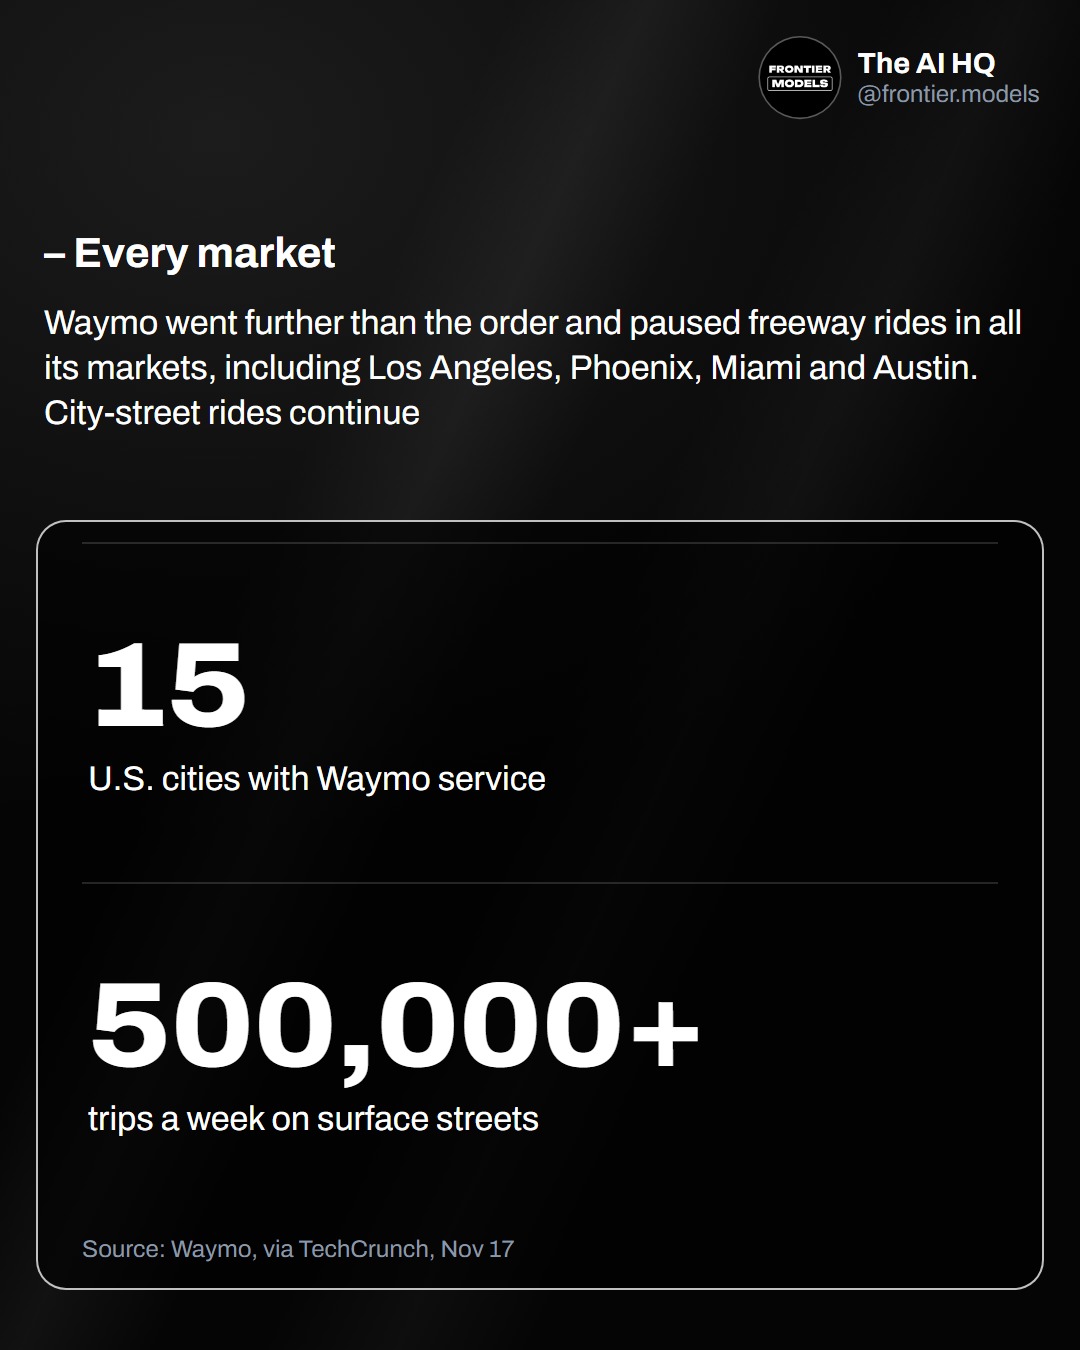 FRONTIER
MODELS
The AI HQ
@frontier.models
– Every market
Waymo went further than the order and paused freeway rides in all
its markets, including Los Angeles, Phoenix, Miami and Austin.
City-street rides continue
15
U.S. cities with Waymo service
500,000+
trips a week on surface streets
Source: Waymo, via TechCrunch, Nov 17